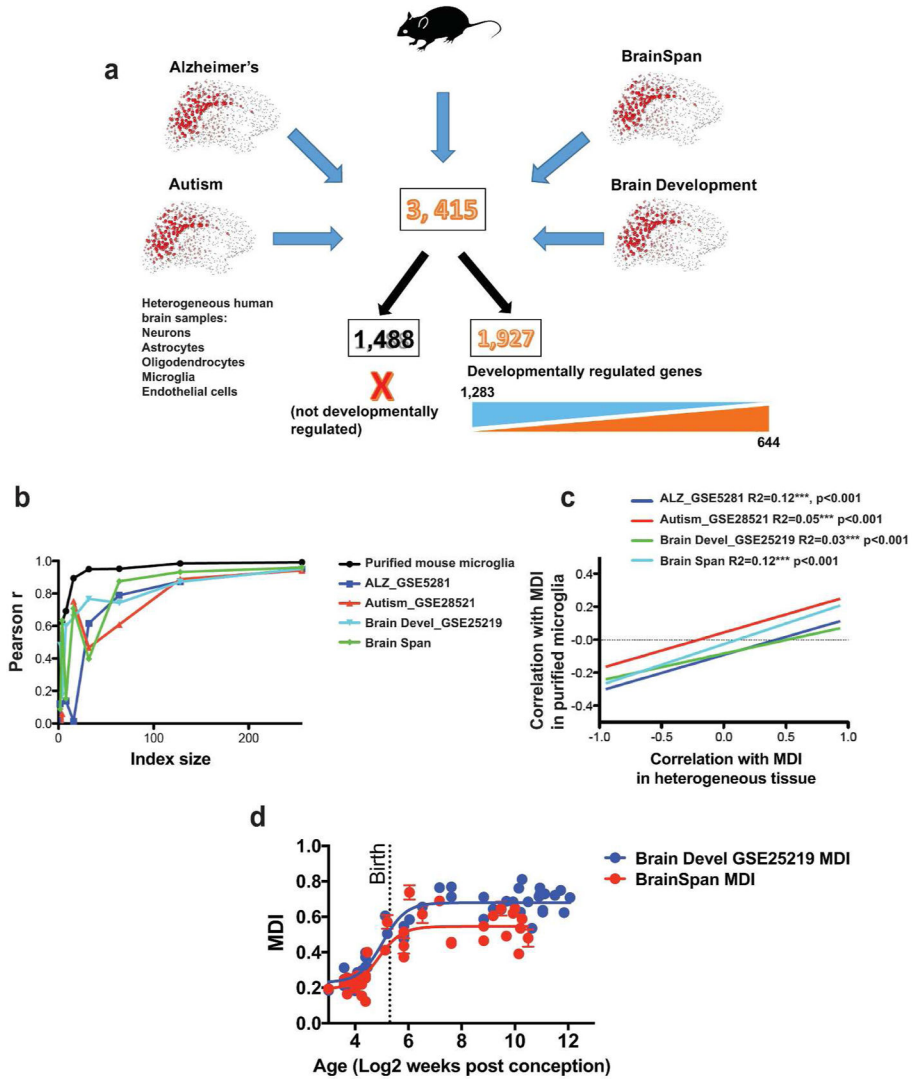 a
Alzheimer's
BrainSpan
Autism
Brain Development
3, 415
Heterogeneous human
brain samples:
Neurons
Astrocytes
Oligodendrocytes
Microglia
Endothelial cells
1,488
X
(not developmentally
regulated)
1,927
Developmentally regulated genes
1,283
644
b
Pearson r
1.0
0.8
0.6
0.4
0.2
0.0
0
100
200
Index size
Purified mouse microglia
ALZ_GSE5281
Autism_GSE28521
Brain Devel_GSE25219
Brain Span
c
ALZ_GSE5281 R2=0.12***, p<0.001
Autism_GSE28521 R2=0.05*** p<0.001
Brain Devel_GSE25219 R2=0.03*** p<0.001
Brain Span R2=0.12*** p<0.001
Correlation with MDI
in purified microglia
0.4
0.2
-0.0
-0.2
-0.4
-1.0
-0.5
0.0
0.5
1.0
Correlation with MDI
in heterogeneous tissue
d
MDI
1.0
0.8
0.6
0.4
0.2
0.0
Birth
4
6
8
10
12
Age (Log2 weeks post conception)
Brain Devel GSE25219 MDI
BrainSpan MDI